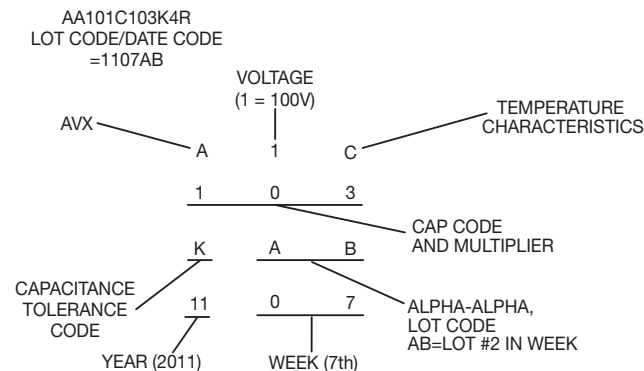 AA101C103K4R
LOT CODE/DATE CODE
=1107AB
VOLTAGE
(1 = 100V)
TEMPERATURE
CHARACTERISTICS
AVX
A 1 C
1 0 3
CAP CODE
AND MULTIPLIER
K A B
CAPACITANCE
TOLERANCE
CODE
11 0 7
ALPHA-ALPHA,
LOT CODE
AB=LOT #2 IN WEEK
YEAR (2011)
WEEK (7th)